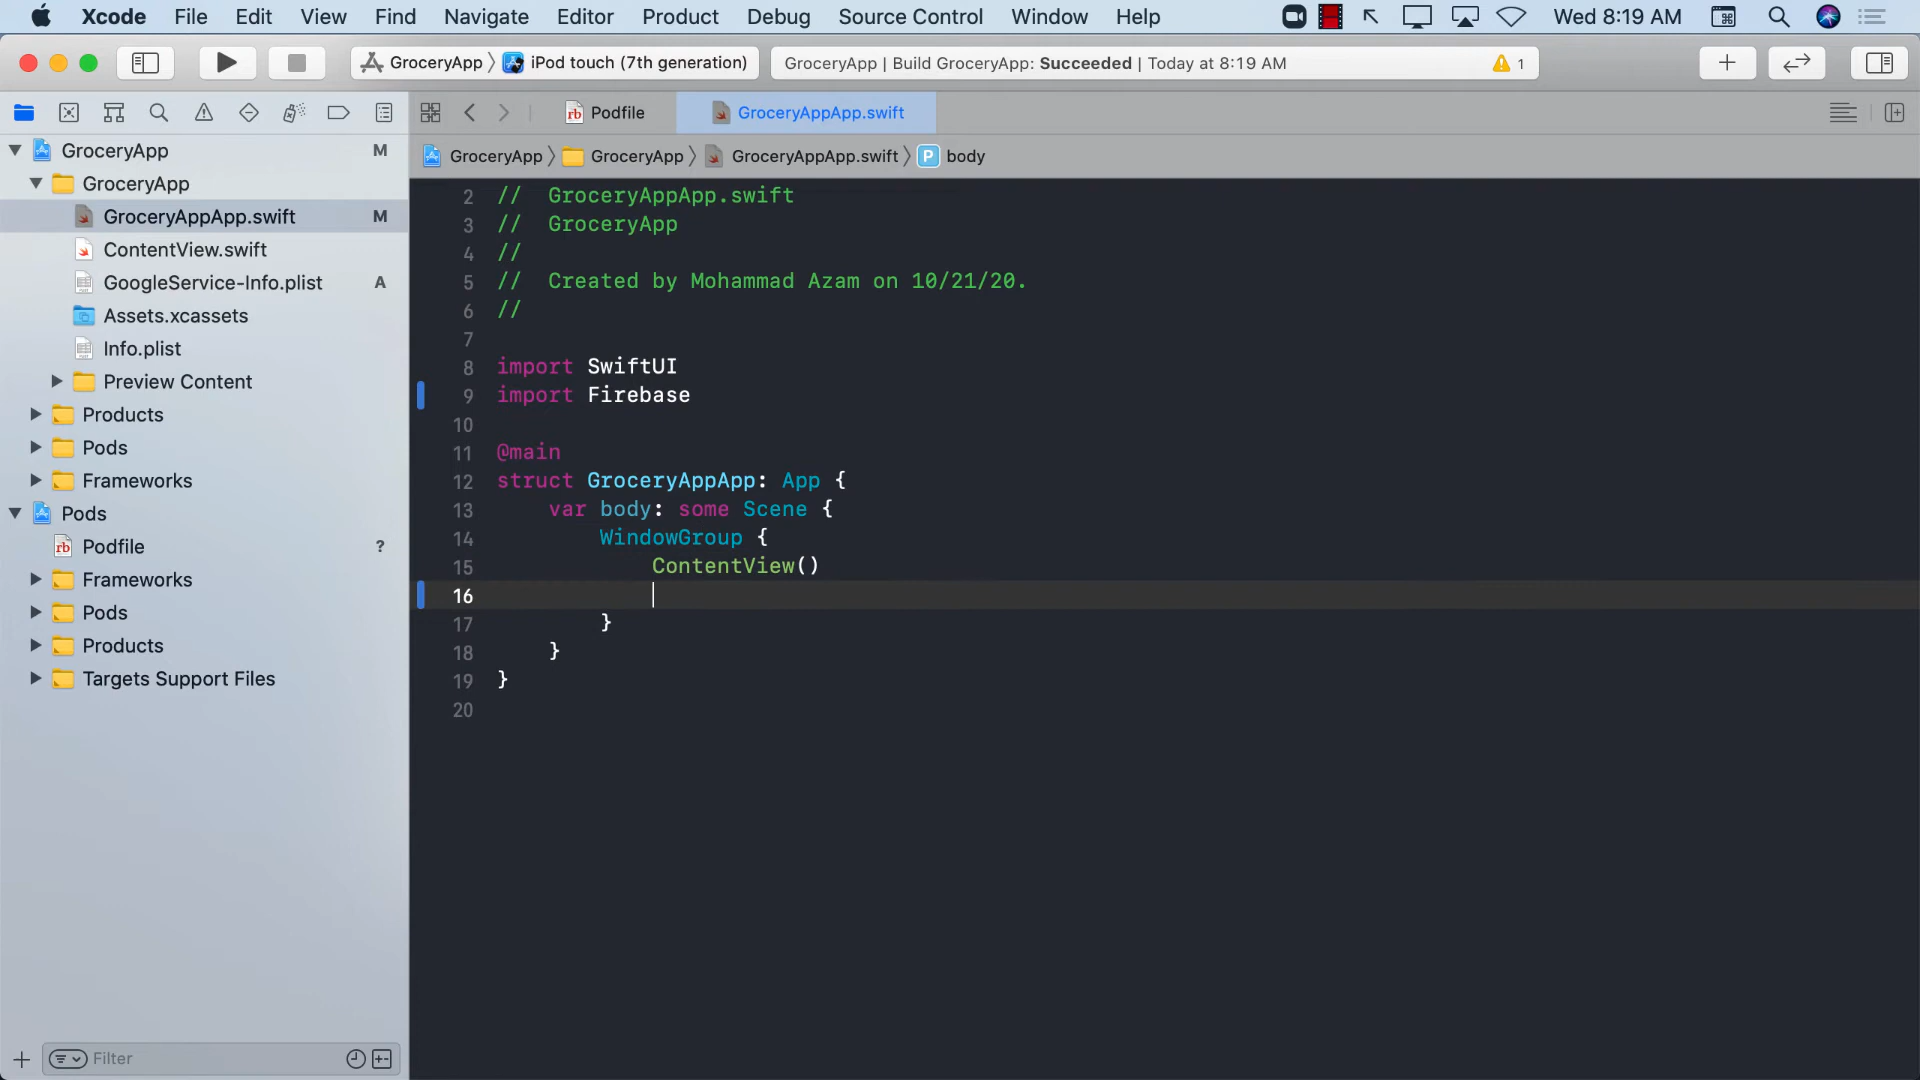 Xcode File Edit View Find Navigate Editor Product Debug Source Control Window Help Wed 8:19 AM
GroceryApp iPod touch (7th generation) GroceryApp | Build GroceryApp: Succeeded | Today at 8:19 AM 1
Podfile GroceryAppApp.swift
GroceryApp GroceryApp GroceryAppApp.swift P body
GroceryApp M
GroceryApp
GroceryAppApp.swift M
ContentView.swift
GoogleService-Info.plist A
Assets.xcassets
Info.plist
Preview Content
Products
Pods
Frameworks
Pods
rb Podfile ?
Frameworks
Pods
Products
Targets Support Files
Filter
2 // GroceryAppApp.swift
3 // GroceryApp
4 //
5 // Created by Mohammad Azam on 10/21/20.
6 //
7
8 import SwiftUI
9 import Firebase
10
11 @main
12 struct GroceryAppApp: App {
13 var body: some Scene {
14 WindowGroup {
15 ContentView()
16
17 }
18 }
19 }
20